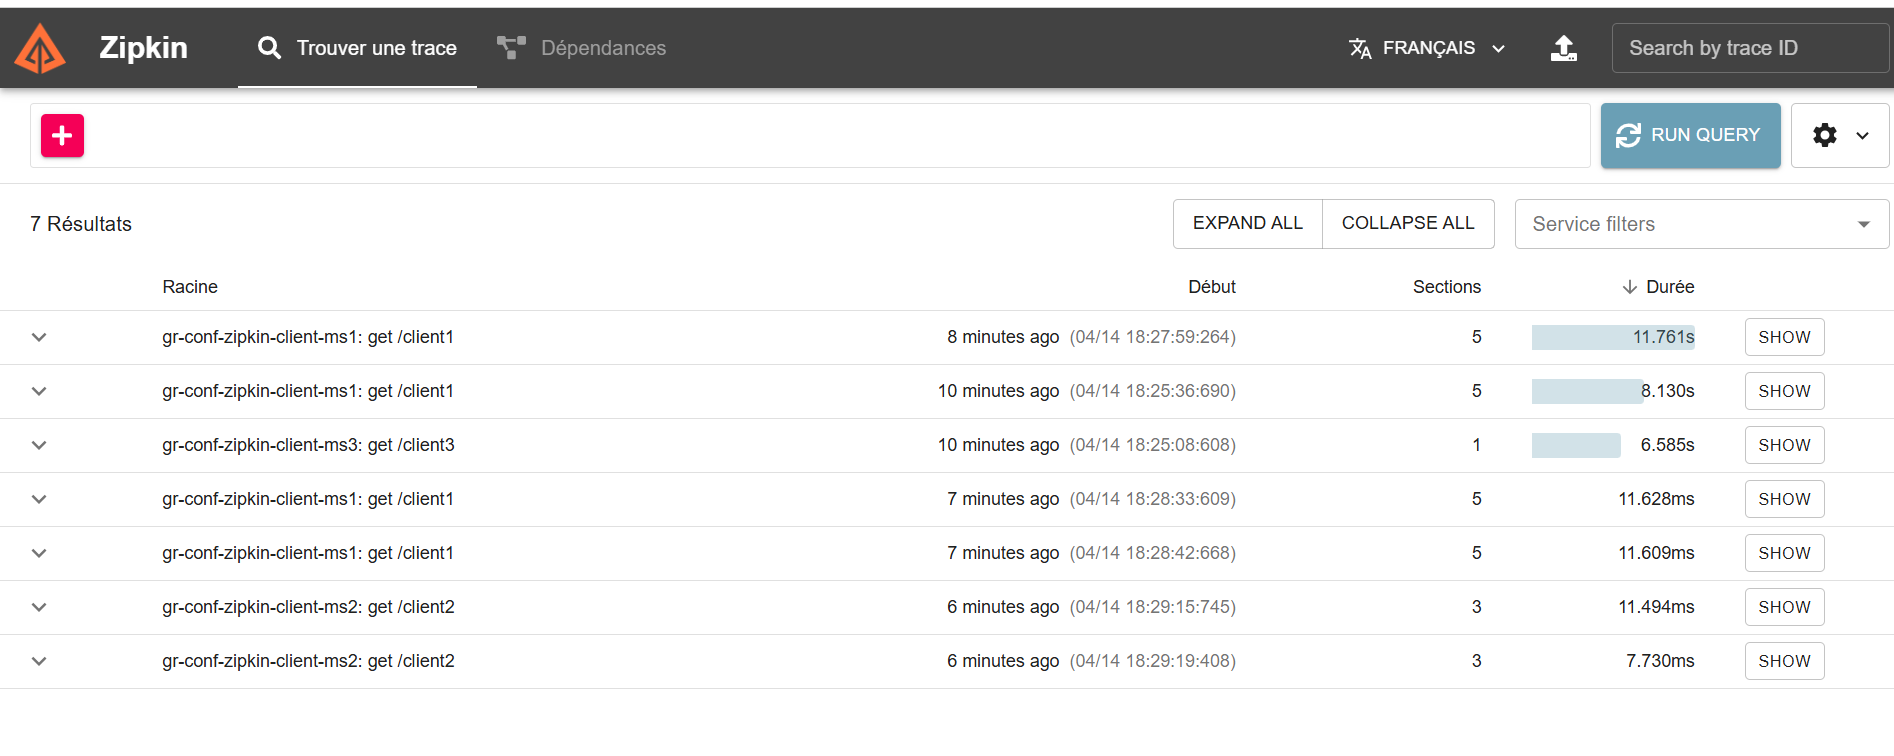 Zipkin Trouver une trace Dépendances FRANÇAIS Search by trace ID
RUN QUERY
7 Résultats EXPAND ALL COLLAPSE ALL Service filters
Racine Début Sections Durée
gr-conf-zipkin-client-ms1: get /client1 8 minutes ago (04/14 18:27:59:264) 5 11.761s SHOW
gr-conf-zipkin-client-ms1: get /client1 10 minutes ago (04/14 18:25:36:690) 5 8.130s SHOW
gr-conf-zipkin-client-ms3: get /client3 10 minutes ago (04/14 18:25:08:608) 1 6.585s SHOW
gr-conf-zipkin-client-ms1: get /client1 7 minutes ago (04/14 18:28:33:609) 5 11.628ms SHOW
gr-conf-zipkin-client-ms1: get /client1 7 minutes ago (04/14 18:28:42:668) 5 11.609ms SHOW
gr-conf-zipkin-client-ms2: get /client2 6 minutes ago (04/14 18:29:15:745) 3 11.494ms SHOW
gr-conf-zipkin-client-ms2: get /client2 6 minutes ago (04/14 18:29:19:408) 3 7.730ms SHOW